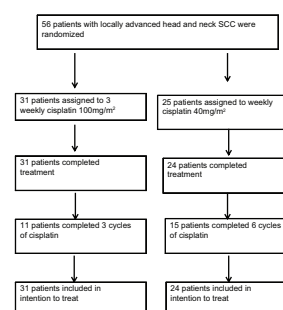 56 patients with locally advanced head and neck SCC were
randomized
31 patients assigned to 3
weekly cisplatin 100mg/m²
25 patients assigned to weekly
cisplatin 40mg/m²
31 patients completed
treatment
24 patients completed
treatment
11 patients completed 3 cycles
of cisplatin
15 patients completed 6 cycles
of cisplatin
31 patients included in
intention to treat
24 patients included in
intention to treat